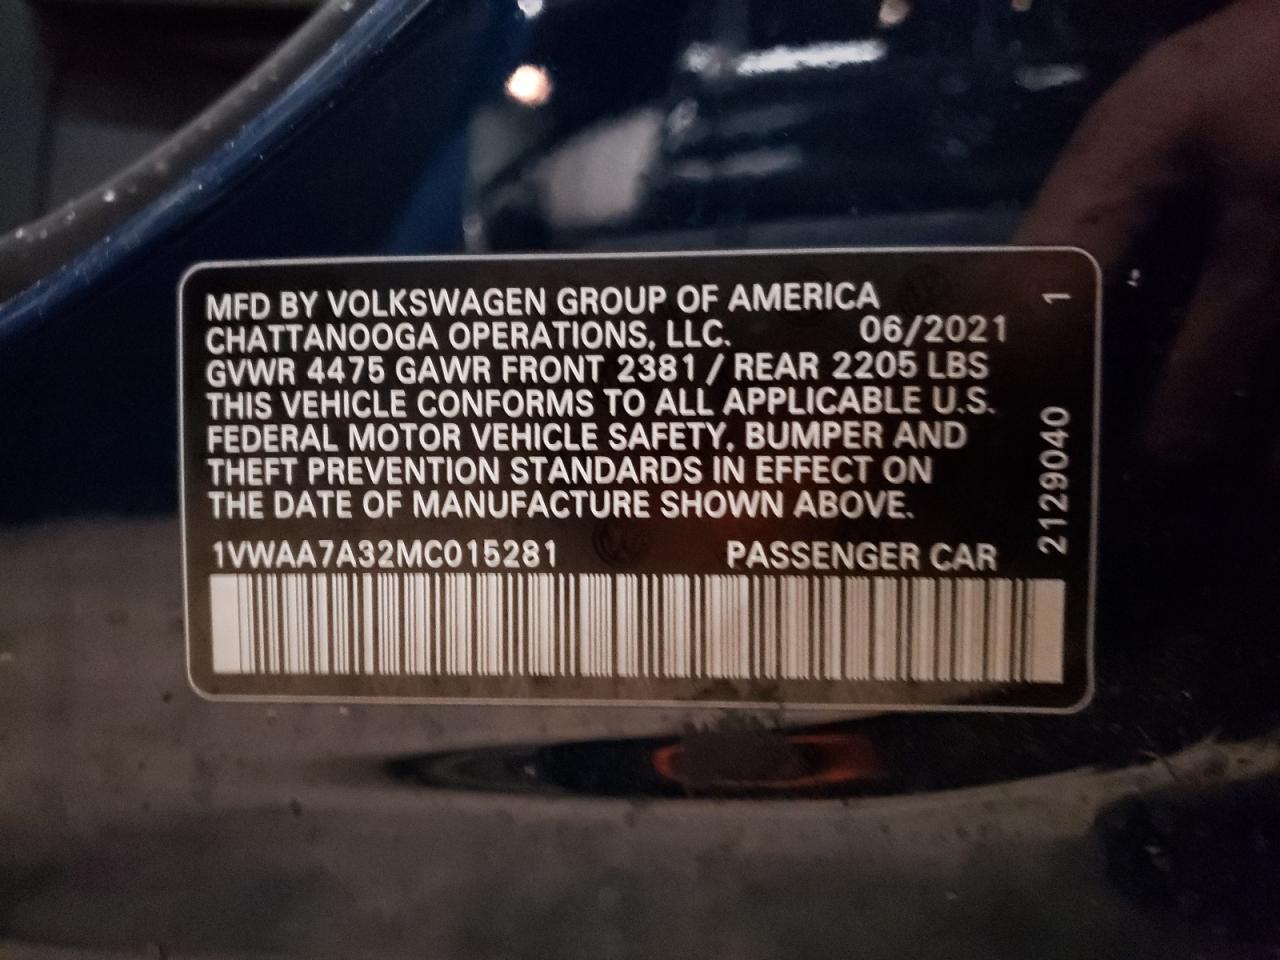 MFD BY VOLKSWAGEN GROUP OF AMERICA
CHATTANOOGA OPERATIONS, LLC. 06/2021
GVWR 4475 GAWR FRONT 2381 / REAR 2205 LBS
THIS VEHICLE CONFORMS TO ALL APPLICABLE U.S.
FEDERAL MOTOR VEHICLE SAFETY, BUMPER AND
THEFT PREVENTION STANDARDS IN EFFECT ON
THE DATE OF MANUFACTURE SHOWN ABOVE.
1VWAA7A32MC015281 PASSENGER CAR
2129040 1